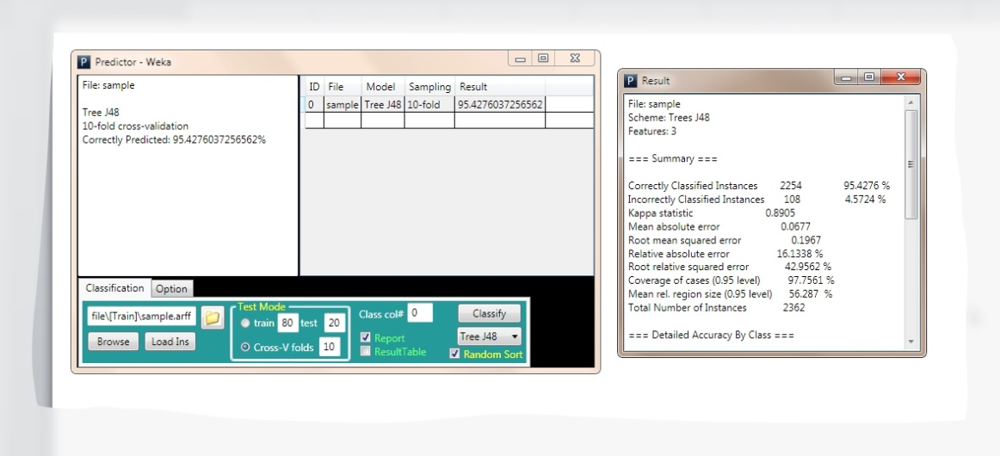 Predictor - Weka
File: sample
Tree J48
10-fold cross-validation
Correctly Predicted: 95.4276037256562%
ID File Model Sampling Result
0 sample Tree J48 10-fold 95.4276037256562
Classification Option
file\[Train]\sample.arff
Browse Load Ins
Test Mode
train 80 test 20
Cross-V folds 10
Class col# 0
Report
ResultTable
Classify
Tree J48
Random Sort
Result
File: sample
Scheme: Trees J48
Features: 3
=== Summary ===
Correctly Classified Instances 2254 95.4276 %
Incorrectly Classified Instances 108 4.5724 %
Kappa statistic 0.8905
Mean absolute error 0.0677
Root mean squared error 0.1967
Relative absolute error 16.1338 %
Root relative squared error 42.9562 %
Coverage of cases (0.95 level) 97.7561 %
Mean rel. region size (0.95 level) 56.287 %
Total Number of Instances 2362
=== Detailed Accuracy By Class ===